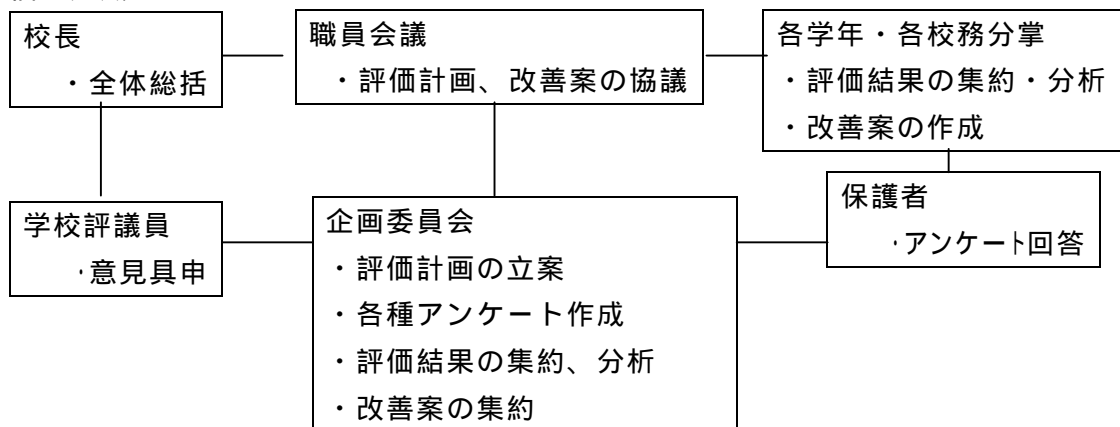 校長
・全体総括
職員会議
・評価計画、改善案の協議
各学年・各校務分掌
・評価結果の集約・分析
・改善案の作成
学校評議員
・意見具申
企画委員会
・評価計画の立案
・各種アンケート作成
・評価結果の集約、分析
・改善案の集約
保護者
・アンケート回答